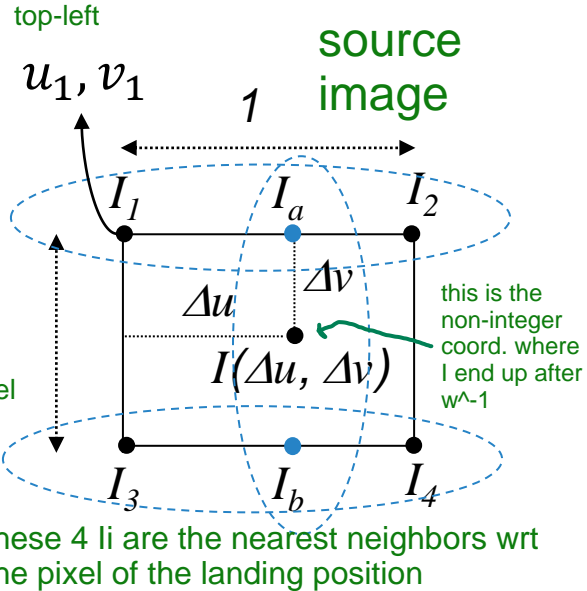 top-left
source
image
u₁, v₁
1
I₁ Iₐ I₂
Δv
Δu
this is the
non-integer
coord. where
I end up after
w^-1
I(Δu, Δv)
el
I₃ I_b I₄
hese 4 Ii are the nearest neighbors wrt
he pixel of the landing position